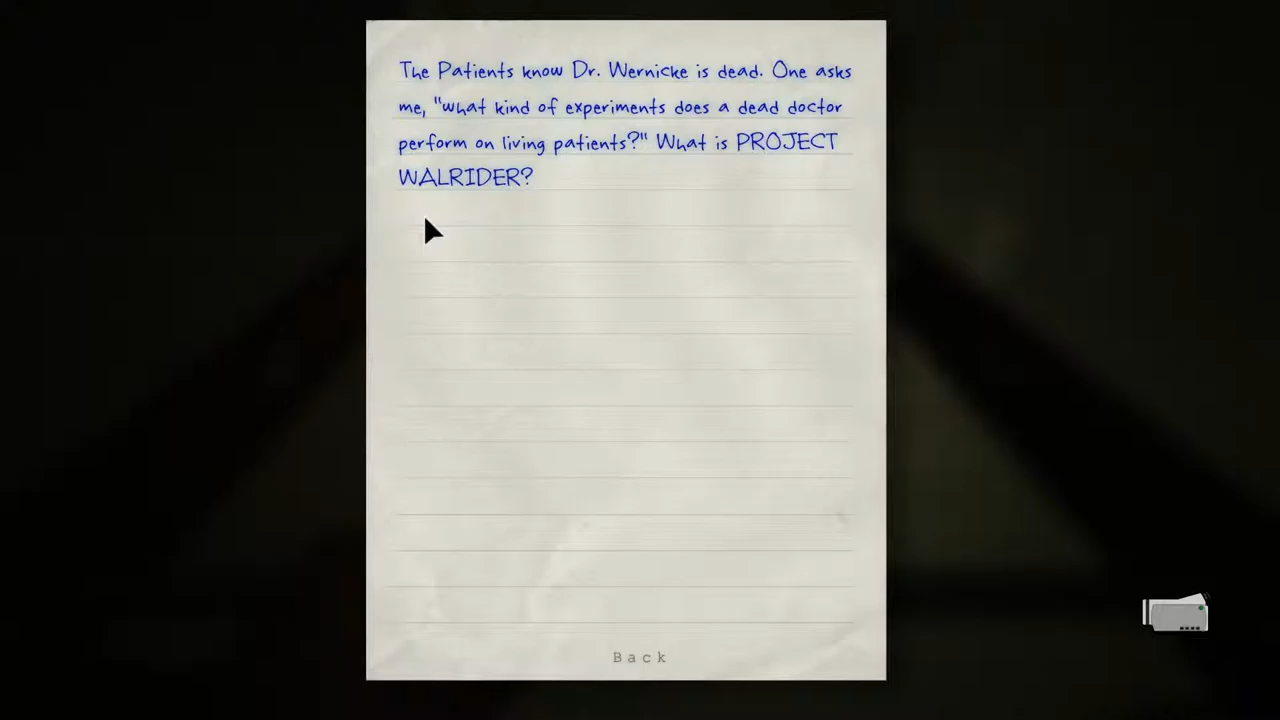 The Patients know Dr. Wernicke is dead. One asks
me, "what kind of experiments does a dead doctor
perform on living patients?" What is PROJECT
WALRIDER?
Back